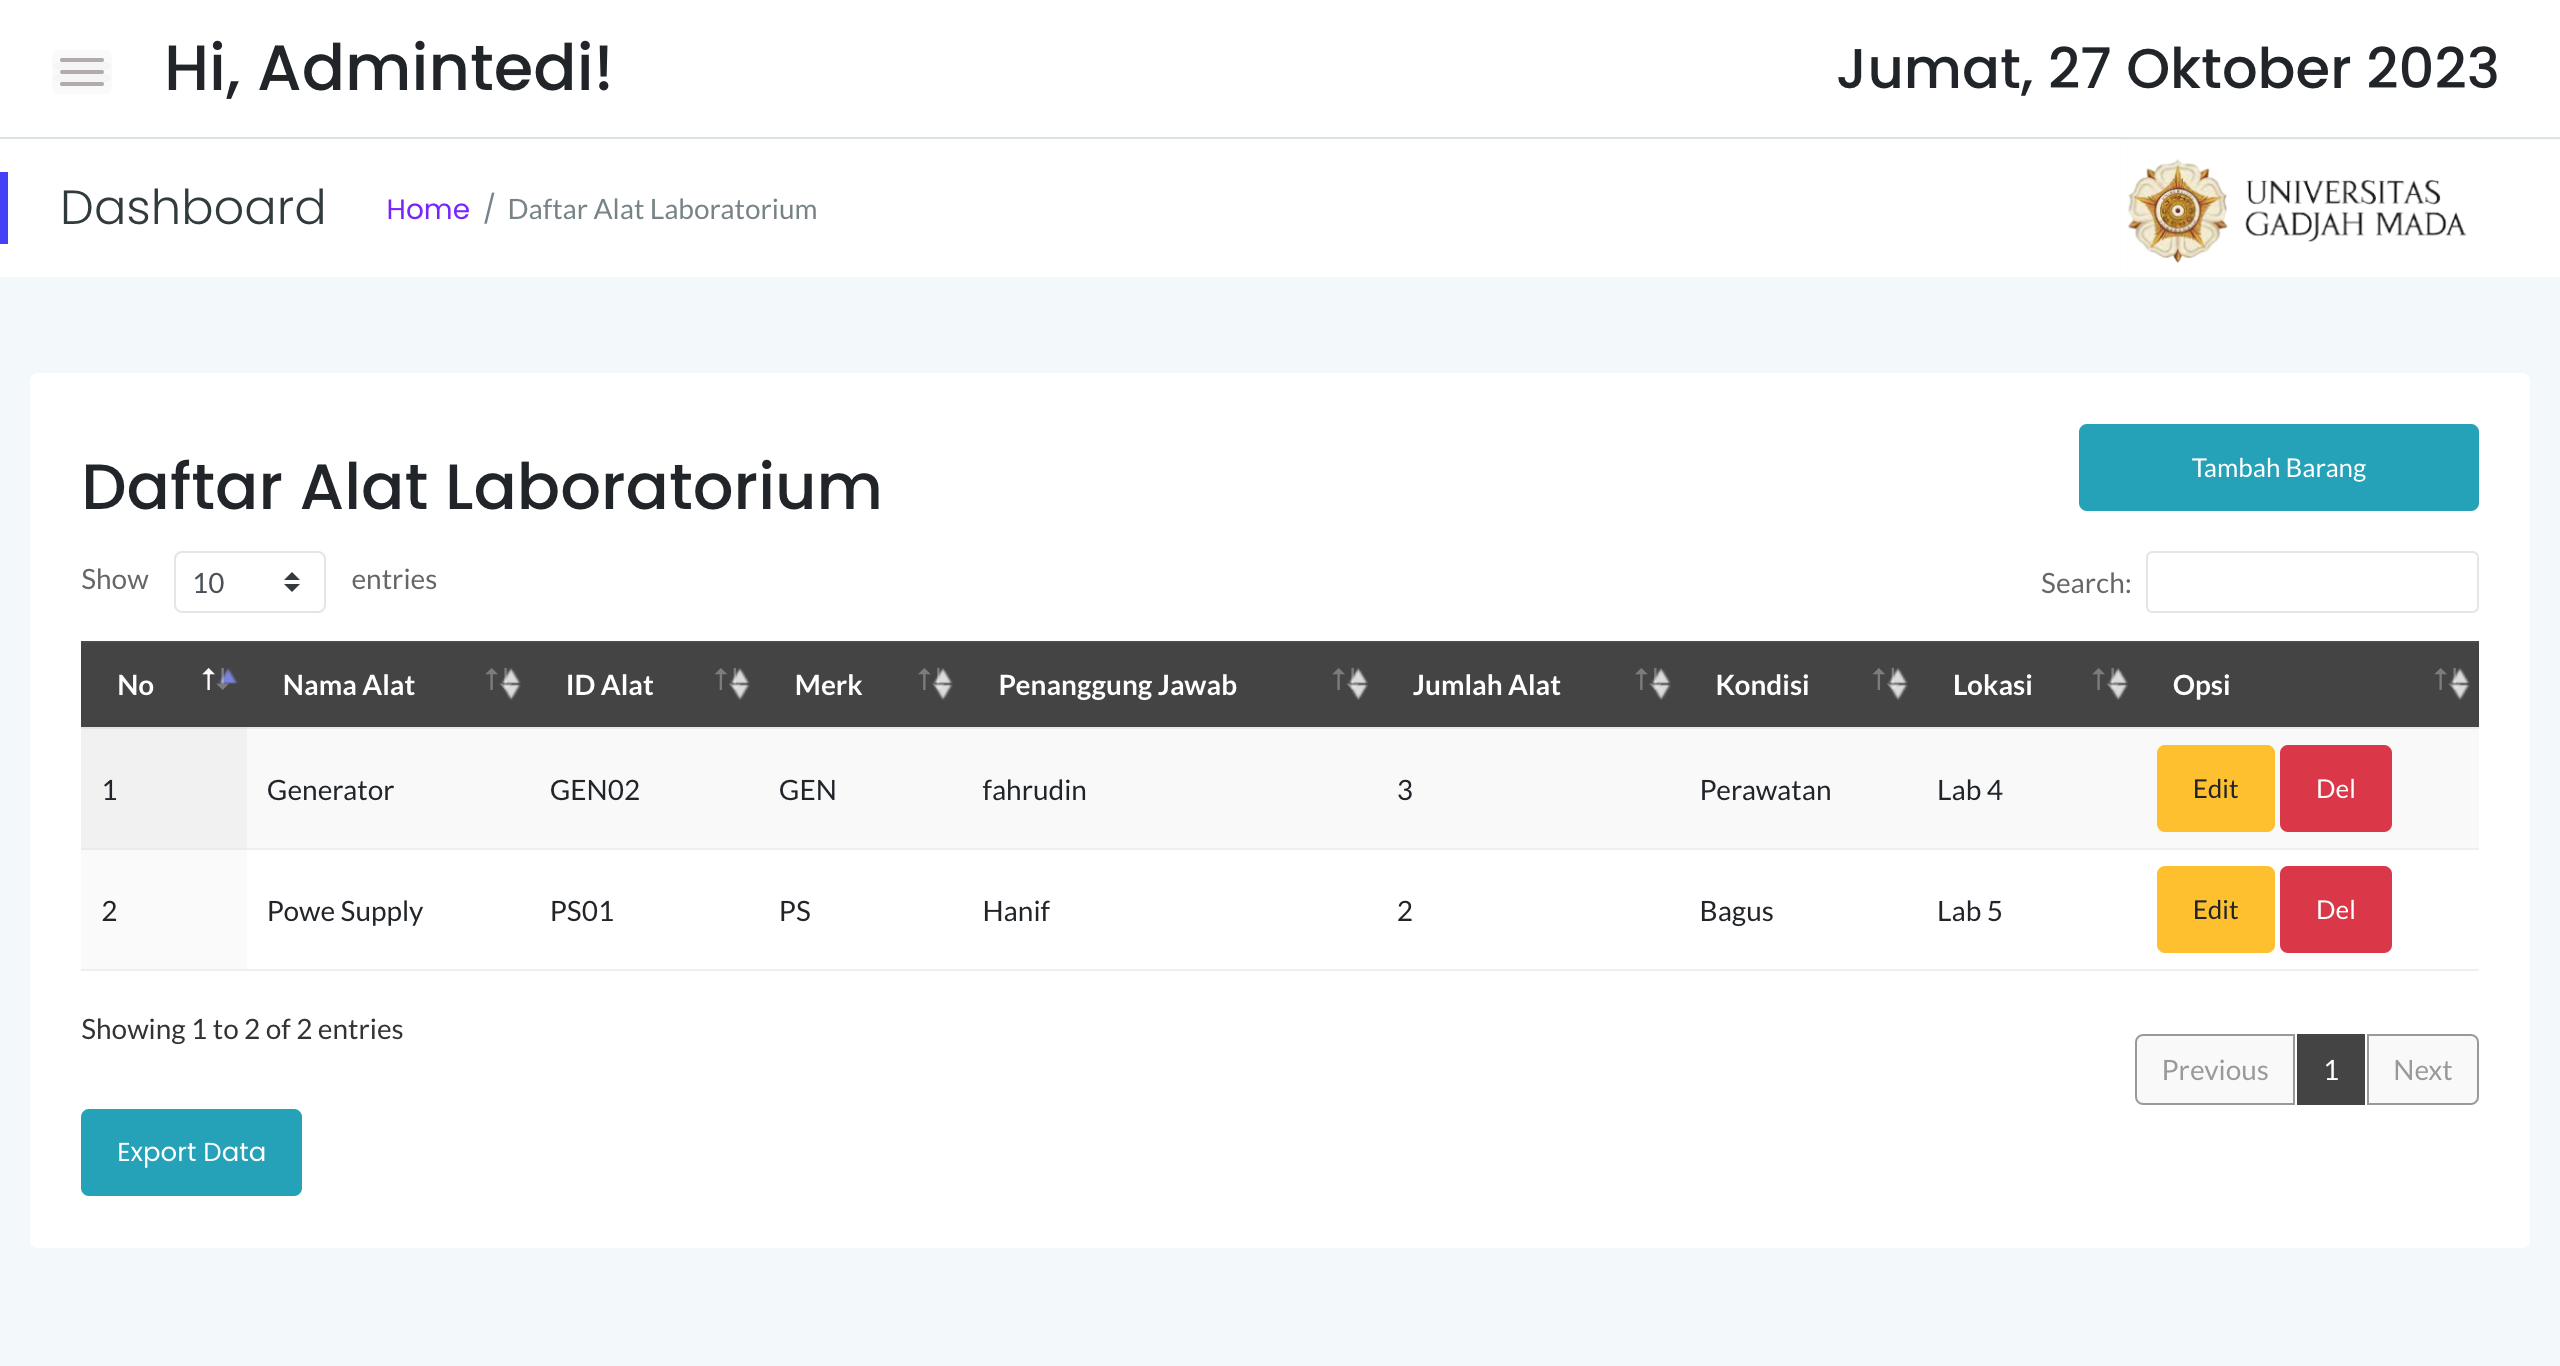 Hi, Admintedi!
Jumat, 27 Oktober 2023
Dashboard
Home / Daftar Alat Laboratorium
UNIVERSITAS
GADJAH MADA
Daftar Alat Laboratorium
Tambah Barang
Show 10 entries
Search:
No Nama Alat ID Alat Merk Penanggung Jawab Jumlah Alat Kondisi Lokasi Opsi
1 Generator GEN02 GEN fahrudin 3 Perawatan Lab 4 Edit Del
2 Powe Supply PS01 PS Hanif 2 Bagus Lab 5 Edit Del
Showing 1 to 2 of 2 entries
Previous 1 Next
Export Data